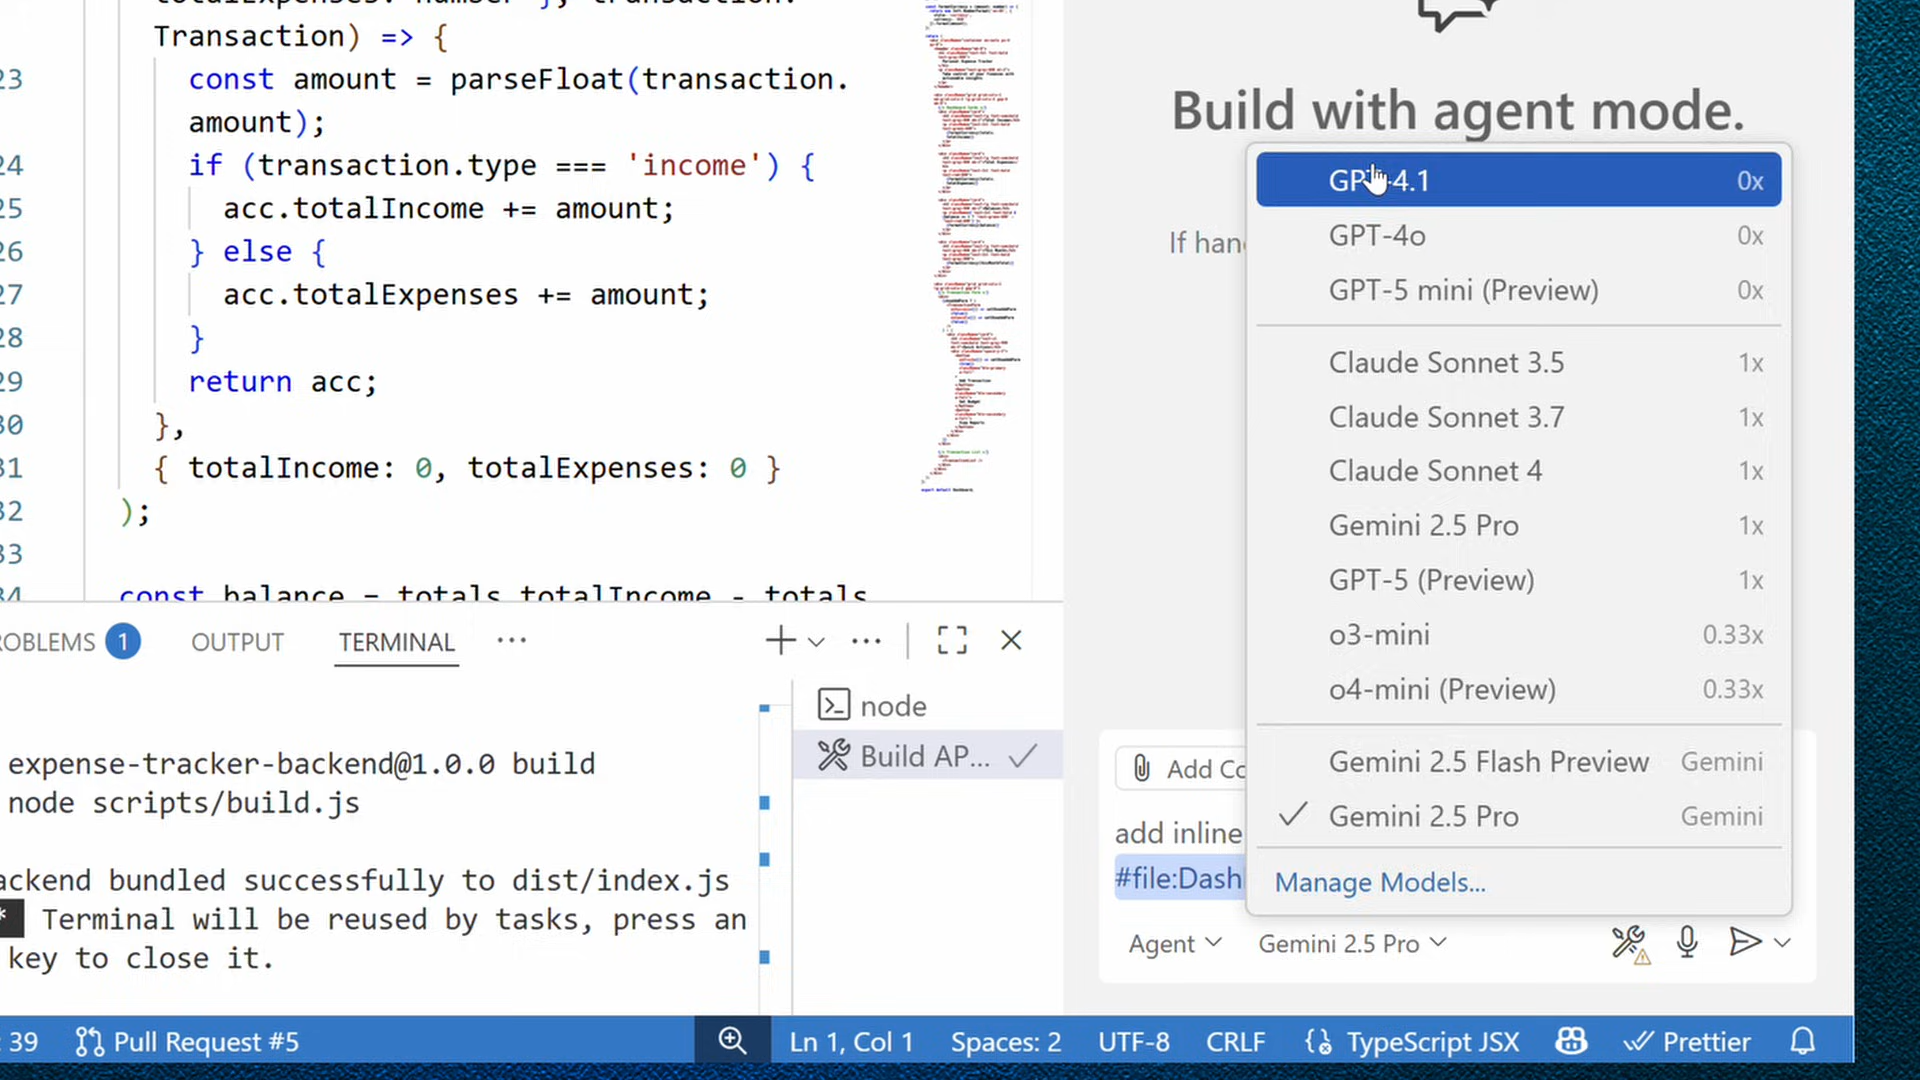 Transaction) => {
23 const amount = parseFloat(transaction.
amount);
24 if (transaction.type === 'income') {
25 acc.totalIncome += amount;
26 } else {
27 acc.totalExpenses += amount;
28 }
29 return acc;
30 },
31 { totalIncome: 0, totalExpenses: 0 }
32 );
33
34 const balance = totals.totalIncome - totals
ROBLEMS 1 OUTPUT TERMINAL ...
expense-tracker-backend@1.0.0 build
node scripts/build.js
ackend bundled successfully to dist/index.js
* Terminal will be reused by tasks, press an
key to close it.
node
Build AP...
Build with agent mode.
If han
GPT-4.1 0x
GPT-4o 0x
GPT-5 mini (Preview) 0x
Claude Sonnet 3.5 1x
Claude Sonnet 3.7 1x
Claude Sonnet 4 1x
Gemini 2.5 Pro 1x
GPT-5 (Preview) 1x
o3-mini 0.33x
o4-mini (Preview) 0.33x
Gemini 2.5 Flash Preview Gemini
Gemini 2.5 Pro Gemini
Manage Models...
Add Co
add inline
#file:Dash
Agent Gemini 2.5 Pro
39 Pull Request #5 Ln 1, Col 1 Spaces: 2 UTF-8 CRLF TypeScript JSX Prettier